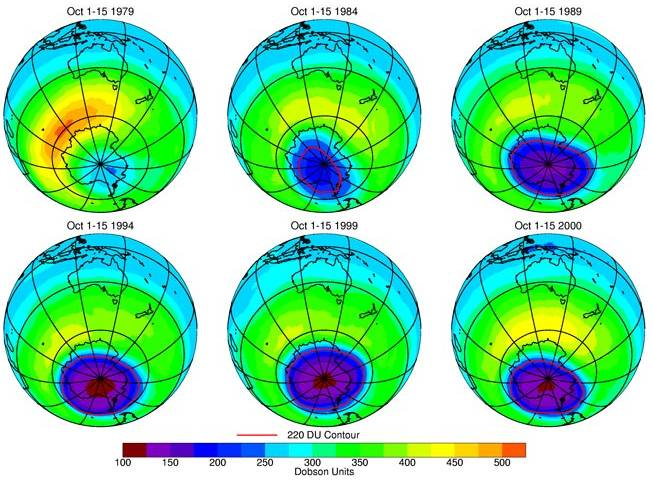 Oct 1-15 1979
Oct 1-15 1984
Oct 1-15 1989
Oct 1-15 1994
Oct 1-15 1999
Oct 1-15 2000
220 DU Contour
100 150 200 250 300 350 400 450 500
Dobson Units